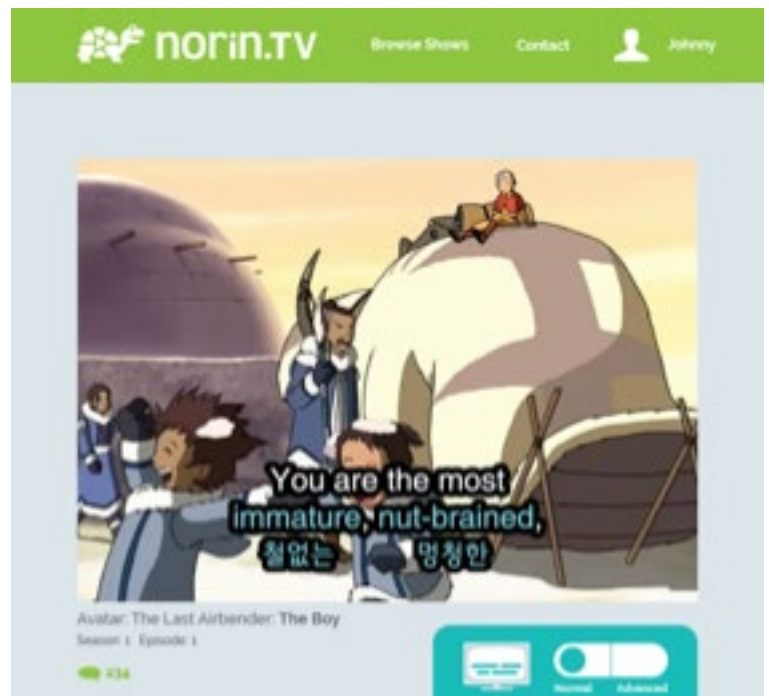 norin.TV
Browse Shows
Contact
Johnny
You are the most
immature, nut-brained,
철없는 멍청한
Avatar: The Last Airbender: The Boy
Season 1 Episode 1
Normal Advanced